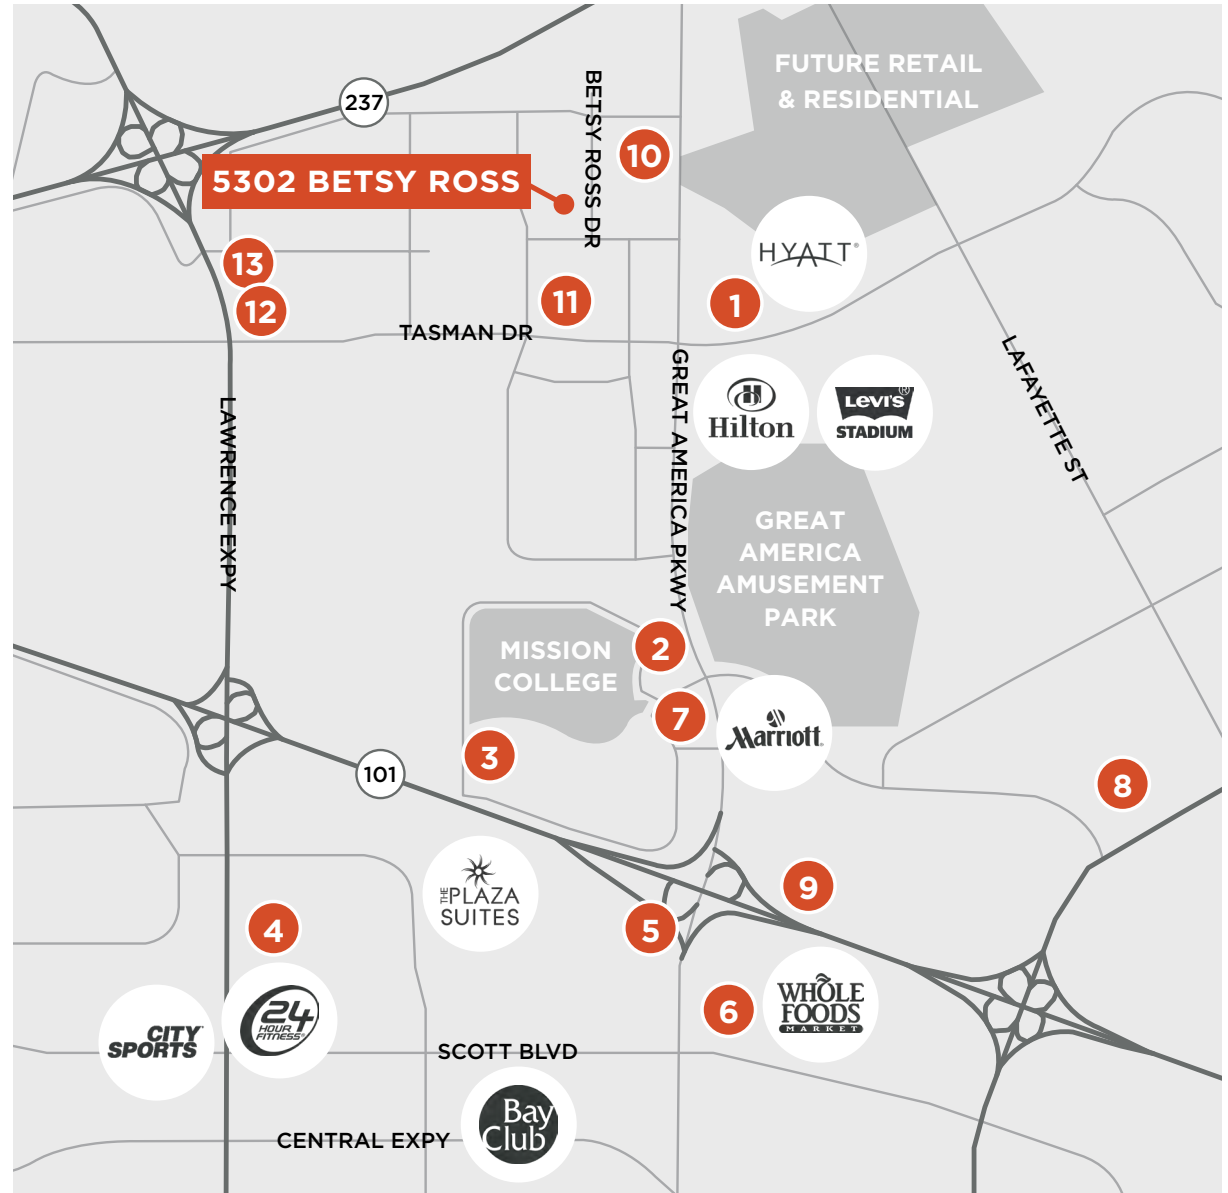 FUTURE RETAIL
& RESIDENTIAL
237
BETSY ROSS DR
10
5302 BETSY ROSS
HYATT®
13
12
11
1
TASMAN DR
GREAT AMERICA PKWY
LAFAYETTE ST
Hilton
LEVI'S®
STADIUM
LAWRENCE EXPY
GREAT
AMERICA
AMUSEMENT
PARK
MISSION
COLLEGE
2
7
Marriott
3
101
8
THE PLAZA
SUITES
9
4
5
6
WHOLE
FOODS
MARKET
CITY
SPORTS
24
HOUR
FITNESS
SCOTT BLVD
Bay
Club
CENTRAL EXPY